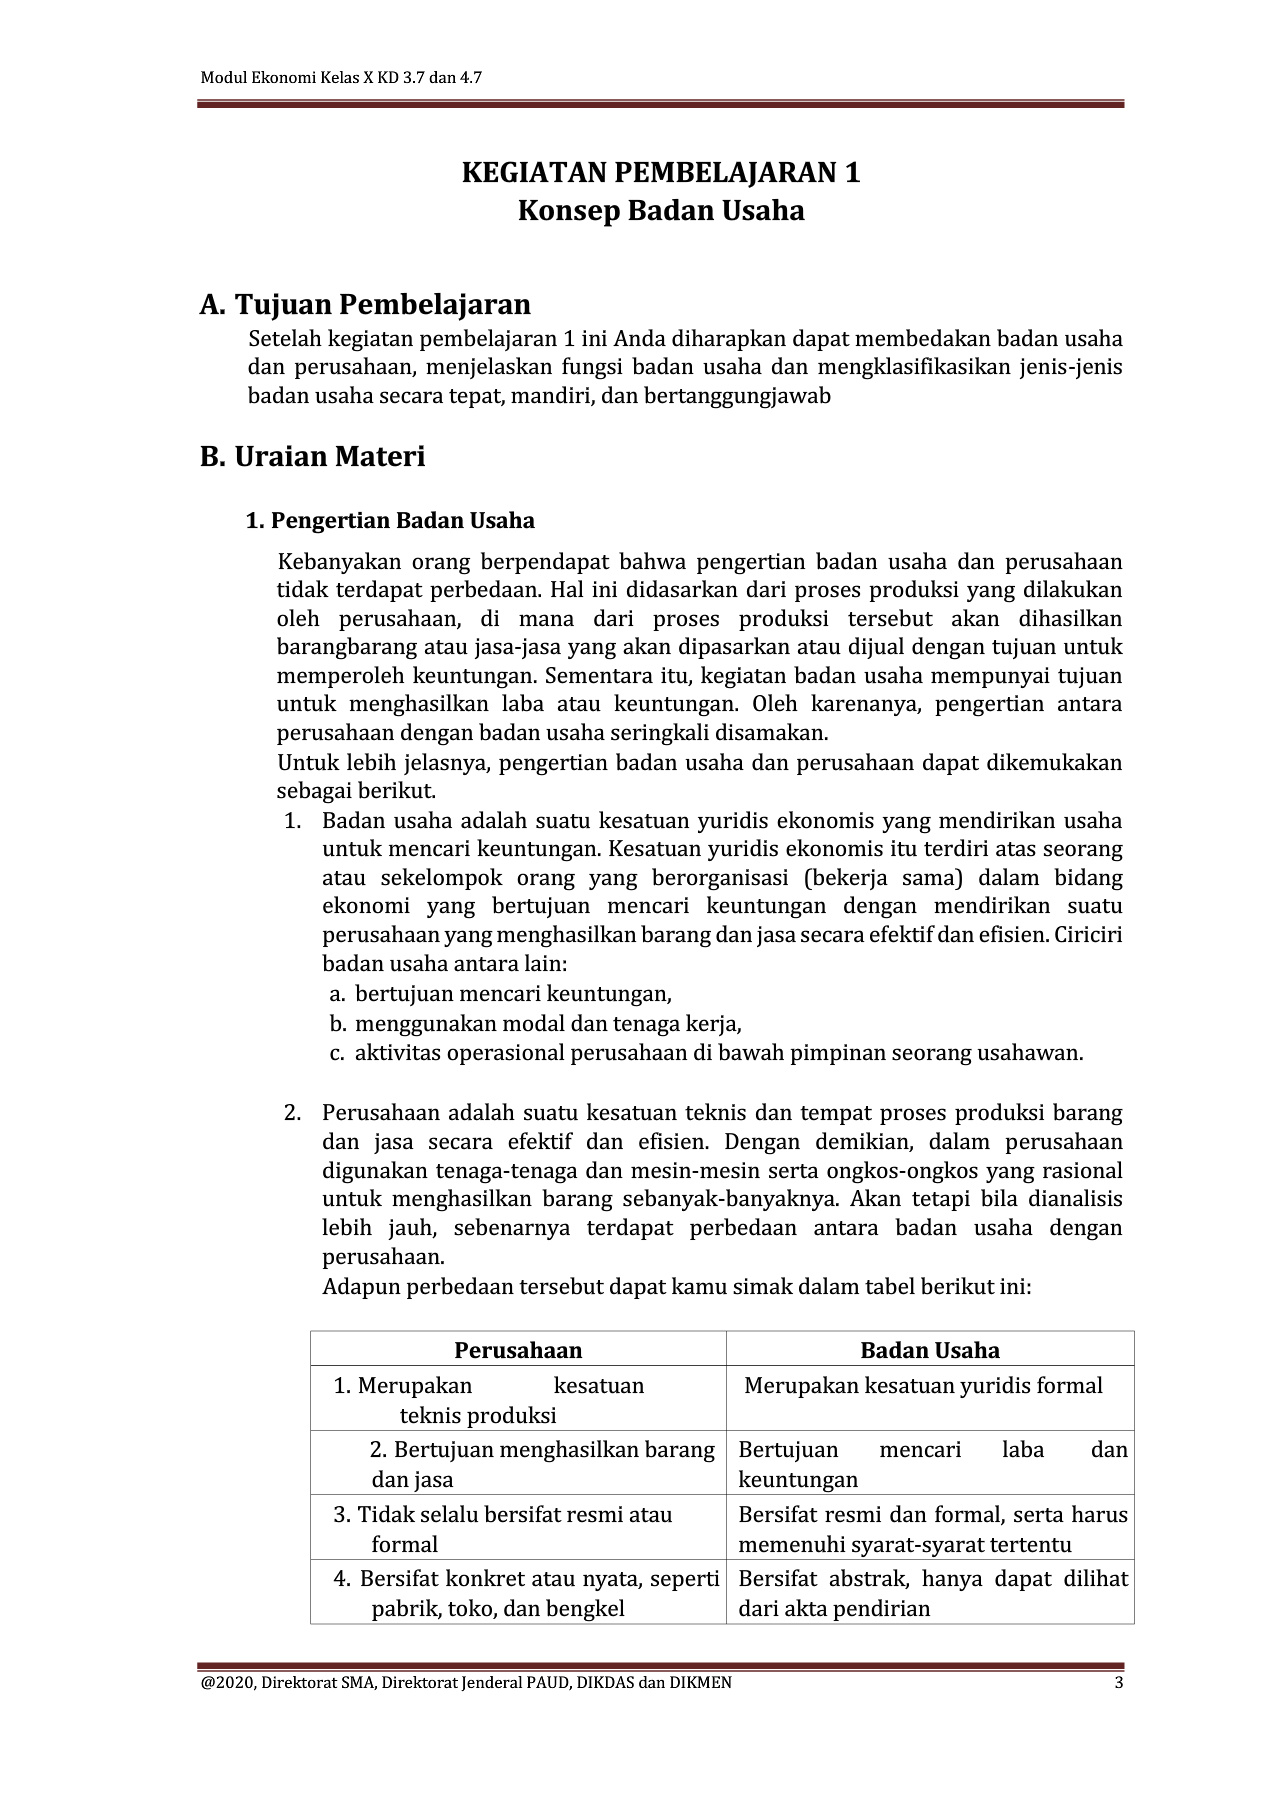 Modul Ekonomi Kelas X KD 3.7 dan 4.7
KEGIATAN PEMBELAJARAN 1
Konsep Badan Usaha
A. Tujuan Pembelajaran
Setelah kegiatan pembelajaran 1 ini Anda diharapkan dapat membedakan badan usaha
dan perusahaan, menjelaskan fungsi badan usaha dan mengklasifikasikan jenis-jenis
badan usaha secara tepat, mandiri, dan bertanggungjawab
B. Uraian Materi
1. Pengertian Badan Usaha
Kebanyakan orang berpendapat bahwa pengertian badan usaha dan perusahaan
tidak terdapat perbedaan. Hal ini didasarkan dari proses produksi yang dilakukan
oleh perusahaan, di mana dari proses produksi tersebut akan dihasilkan
barangbarang atau jasa-jasa yang akan dipasarkan atau dijual dengan tujuan untuk
memperoleh keuntungan. Sementara itu, kegiatan badan usaha mempunyai tujuan
untuk menghasilkan laba atau keuntungan. Oleh karenanya, pengertian antara
perusahaan dengan badan usaha seringkali disamakan.
Untuk lebih jelasnya, pengertian badan usaha dan perusahaan dapat dikemukakan
sebagai berikut.
1. Badan usaha adalah suatu kesatuan yuridis ekonomis yang mendirikan usaha
untuk mencari keuntungan. Kesatuan yuridis ekonomis itu terdiri atas seorang
atau sekelompok orang yang berorganisasi (bekerja sama) dalam bidang
ekonomi yang bertujuan mencari keuntungan dengan mendirikan suatu
perusahaan yang menghasilkan barang dan jasa secara efektif dan efisien. Ciriciri
badan usaha antara lain:
a. bertujuan mencari keuntungan,
b. menggunakan modal dan tenaga kerja,
c. aktivitas operasional perusahaan di bawah pimpinan seorang usahawan.
2. Perusahaan adalah suatu kesatuan teknis dan tempat proses produksi barang
dan jasa secara efektif dan efisien. Dengan demikian, dalam perusahaan
digunakan tenaga-tenaga dan mesin-mesin serta ongkos-ongkos yang rasional
untuk menghasilkan barang sebanyak-banyaknya. Akan tetapi bila dianalisis
lebih jauh, sebenarnya terdapat perbedaan antara badan usaha dengan
perusahaan.
Adapun perbedaan tersebut dapat kamu simak dalam tabel berikut ini:
Perusahaan Badan Usaha
1. Merupakan kesatuan Merupakan kesatuan yuridis formal
teknis produksi
2. Bertujuan menghasilkan barang Bertujuan mencari laba dan
dan jasa keuntungan
3. Tidak selalu bersifat resmi atau Bersifat resmi dan formal, serta harus
formal memenuhi syarat-syarat tertentu
4. Bersifat konkret atau nyata, seperti Bersifat abstrak, hanya dapat dilihat
pabrik, toko, dan bengkel dari akta pendirian
@2020, Direktorat SMA, Direktorat Jenderal PAUD, DIKDAS dan DIKMEN 3